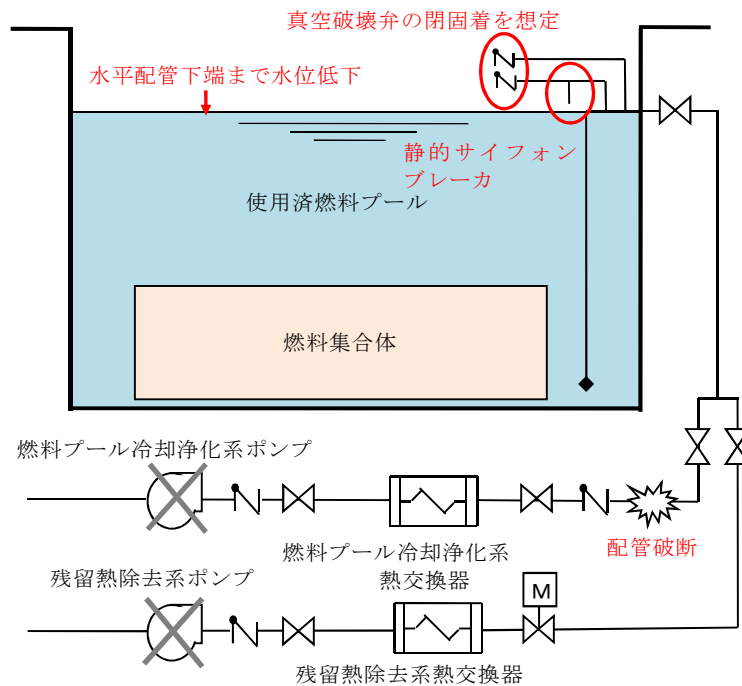 真空破壊弁の閉固着を想定
水平配管下端まで水位低下
静的サイフォン
ブレーカ
使用済燃料プール
燃料集合体
燃料プール冷却浄化系ポンプ
燃料プール冷却浄化系
熱交換器
配管破断
残留熱除去系ポンプ
M
残留熱除去系熱交換器